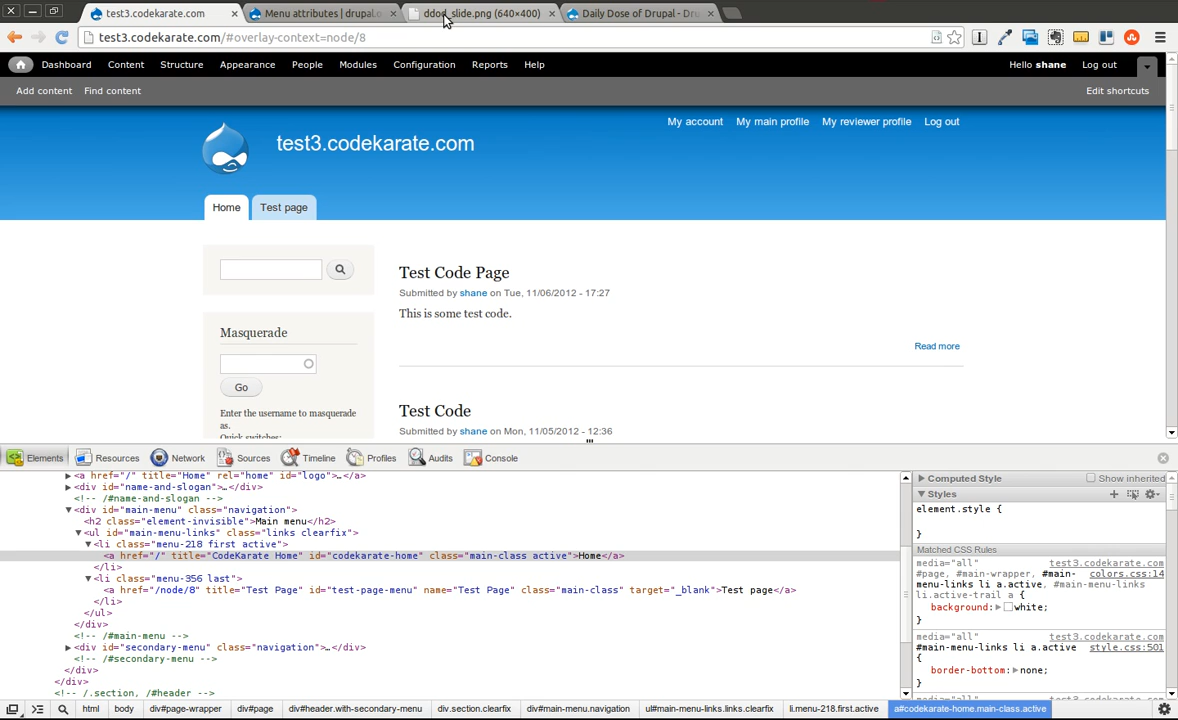 test3.codekarate.com
Menu attributes | drupal.o
ddod_slide.png (640×400)
Daily Dose of Drupal - Dru
test3.codekarate.com/#overlay-context=node/8
Dashboard Content Structure Appearance People Modules Configuration Reports Help
Hello shane Log out
Add content Find content
Edit shortcuts
My account My main profile My reviewer profile Log out
test3.codekarate.com
Home Test page
Test Code Page
Submitted by shane on Tue, 11/06/2012 - 17:27
This is some test code.
Read more
Masquerade
Go
Enter the username to masquerade
as.
Quick switches:
Test Code
Submitted by shane on Mon, 11/05/2012 - 12:36
Elements Resources Network Sources Timeline Profiles Audits Console
▶<a href="/" title="Home" rel="home" id="logo">…</a>
▶<div id="name-and-slogan">…</div>
<!-- /#name-and-slogan -->
▼<div id="main-menu" class="navigation">
<h2 class="element-invisible">Main menu</h2>
▼<ul id="main-menu-links" class="links clearfix">
▼<li class="menu-218 first active">
<a href="/" title="CodeKarate Home" id="codekarate-home" class="main-class active">Home</a>
</li>
▼<li class="menu-356 last">
<a href="/node/8" title="Test Page" id="test-page-menu" name="Test Page" class="main-class" target="_blank">Test page</a>
</li>
</ul>
</div>
<!-- /#main-menu -->
▶<div id="secondary-menu" class="navigation">…</div>
<!-- /#secondary-menu -->
</div>
</div>
<!-- /.section, /#header -->
▶ Computed Style Show inherited
▼ Styles
element.style {
}
Matched CSS Rules
media="all" test3.codekarate.com
#page, #main-wrapper, #main- colors.css:14
menu-links li a.active, #main-menu-links
li.active-trail a {
background:▶ white;
}
media="all" test3.codekarate.com
#main-menu-links li a.active style.css:501
{
border-bottom:▶none;
}
media="all" test3.codekarate.com
html body div#page-wrapper div#page div#header.with-secondary-menu div.section.clearfix div#main-menu.navigation ul#main-menu-links.links.clearfix li.menu-218.first.active a#codekarate-home.main-class.active